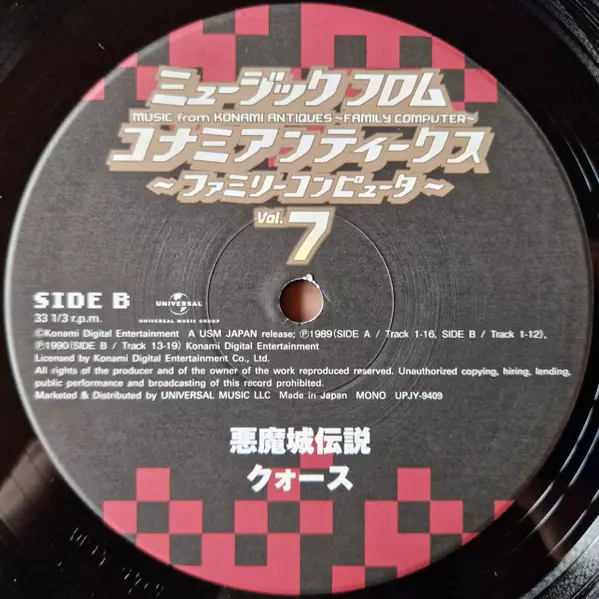 ミュージック フロム
MUSIC from KONAMI ANTIQUES ~FAMILY COMPUTER~
コナミアンティークス
~ファミリーコンピュータ~
Vol. 7
SIDE B
33 1/3 r.p.m.
UNIVERSAL
UNIVERSAL MUSIC GROUP
©Konami Digital Entertainment A USM JAPAN release; ℗1989(SIDE A / Track 1-16, SIDE B / Track 1-12),
℗1990(SIDE B / Track 13-19) Konami Digital Entertainment
Licensed by Konami Digital Entertainment Co., Ltd.
All rights of the producer and of the owner of the work reproduced reserved. Unauthorized copying, hiring, lending,
public performance and broadcasting of this record prohibited.
Marketed & Distributed by UNIVERSAL MUSIC LLC Made in Japan MONO UPJY-9409
悪魔城伝説
クォース